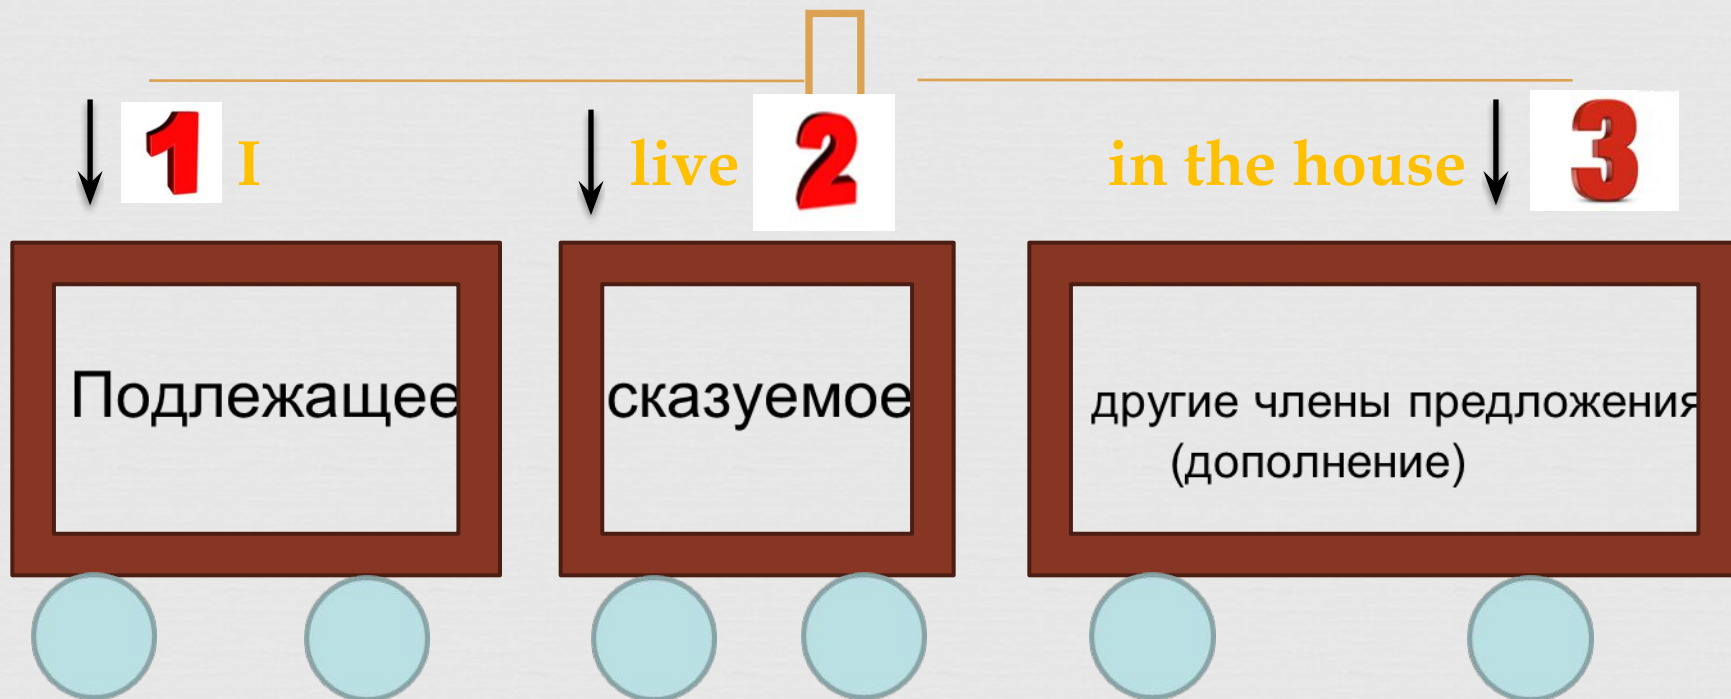 1 I
live 2
in the house 3
Подлежащее
сказуемое
другие члены предложения
(дополнение)